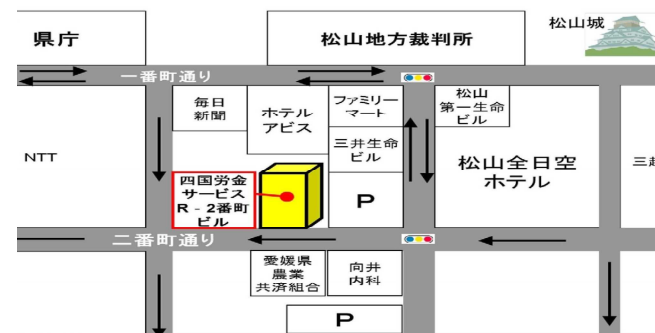 県庁
松山地方裁判所
松山城
一番町通り
毎日
新聞
ホテル
アビス
ファミリー
マート
松山
第一生命
ビル
三井生命
ビル
NTT
松山全日空
ホテル
三越
四国労金
サービス
R - 2番町
ビル
P
二番町通り
愛媛県
農業
共済組合
向井
内科
P